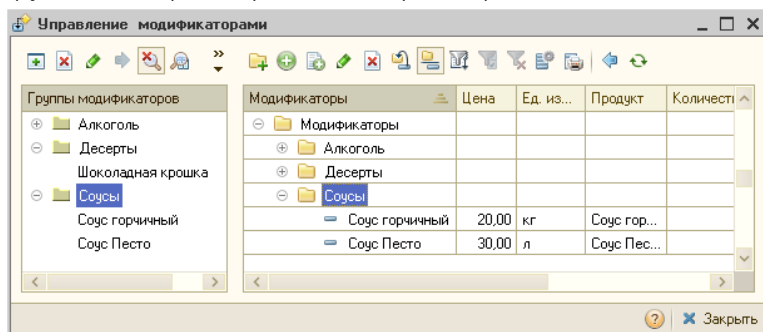 Управление модификаторами
Группы модификаторов
Алкоголь
Десерты
Шоколадная крошка
Соусы
Соус горчичный
Соус Песто
Модификаторы Цена Ед. из... Продукт
Модификаторы
Алкоголь
Десерты
Соусы
Соус горчичный 20,00 кг Соус гор...
Соус Песто 30,00 л Соус Пес...
Закрыть